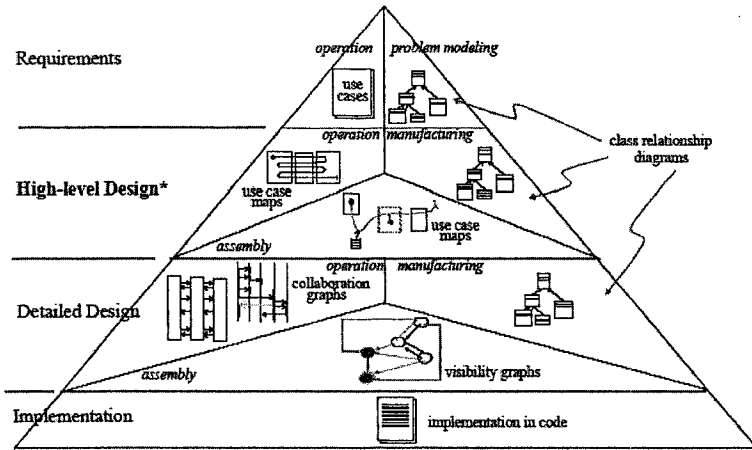 operation problem modeling
Requirements
use
cases
operation manufacturing
class relationship
diagrams
High-level Design*
use case
maps
use case
maps
assembly
operation manufacturing
collaboration
graphs
Detailed Design
assembly
visibility graphs
Implementation
implementation in code